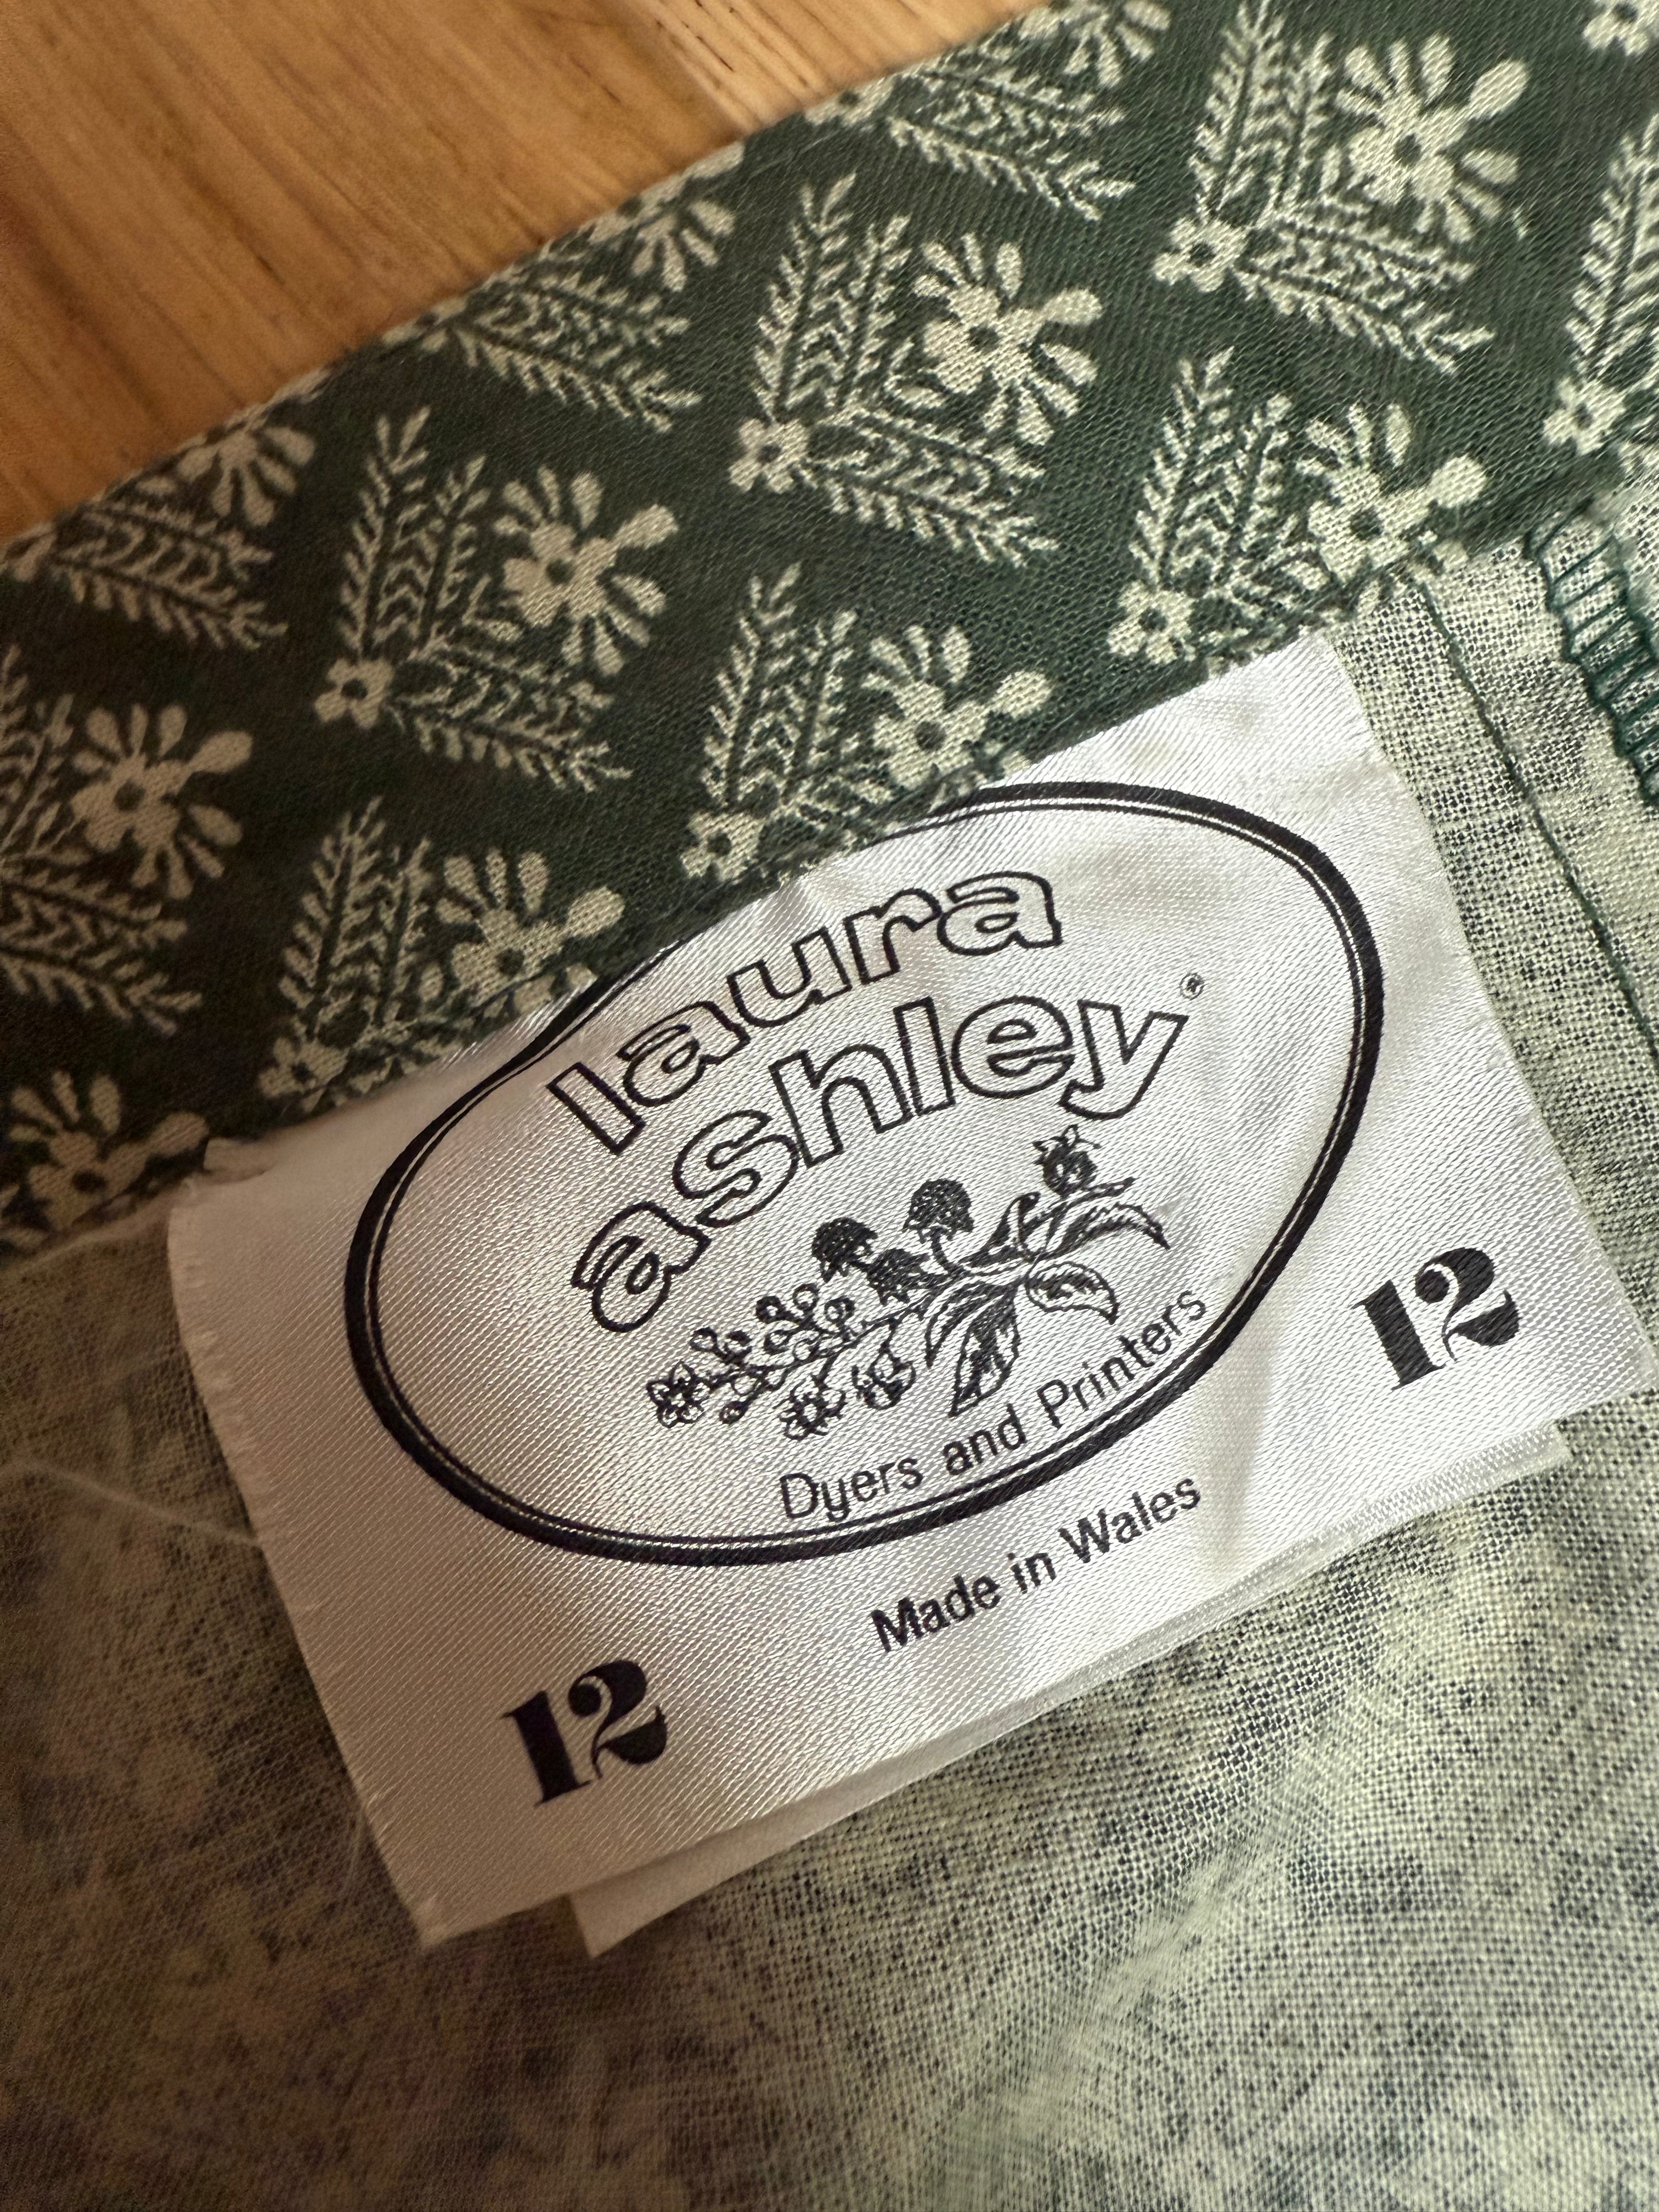 laura
ashley®
Dyers and Printers
Made in Wales
12
12